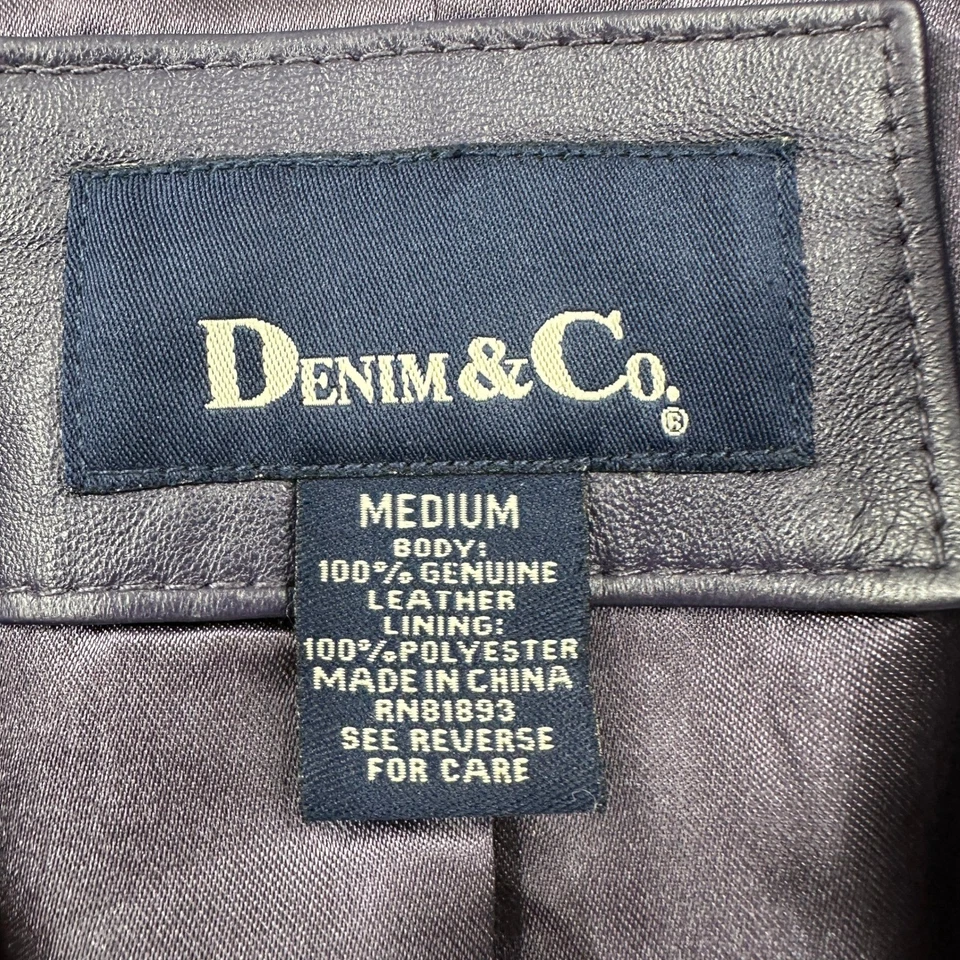 DENIM & CO.®
MEDIUM
BODY:
100% GENUINE
LEATHER
LINING:
100% POLYESTER
MADE IN CHINA
RN81893
SEE REVERSE
FOR CARE